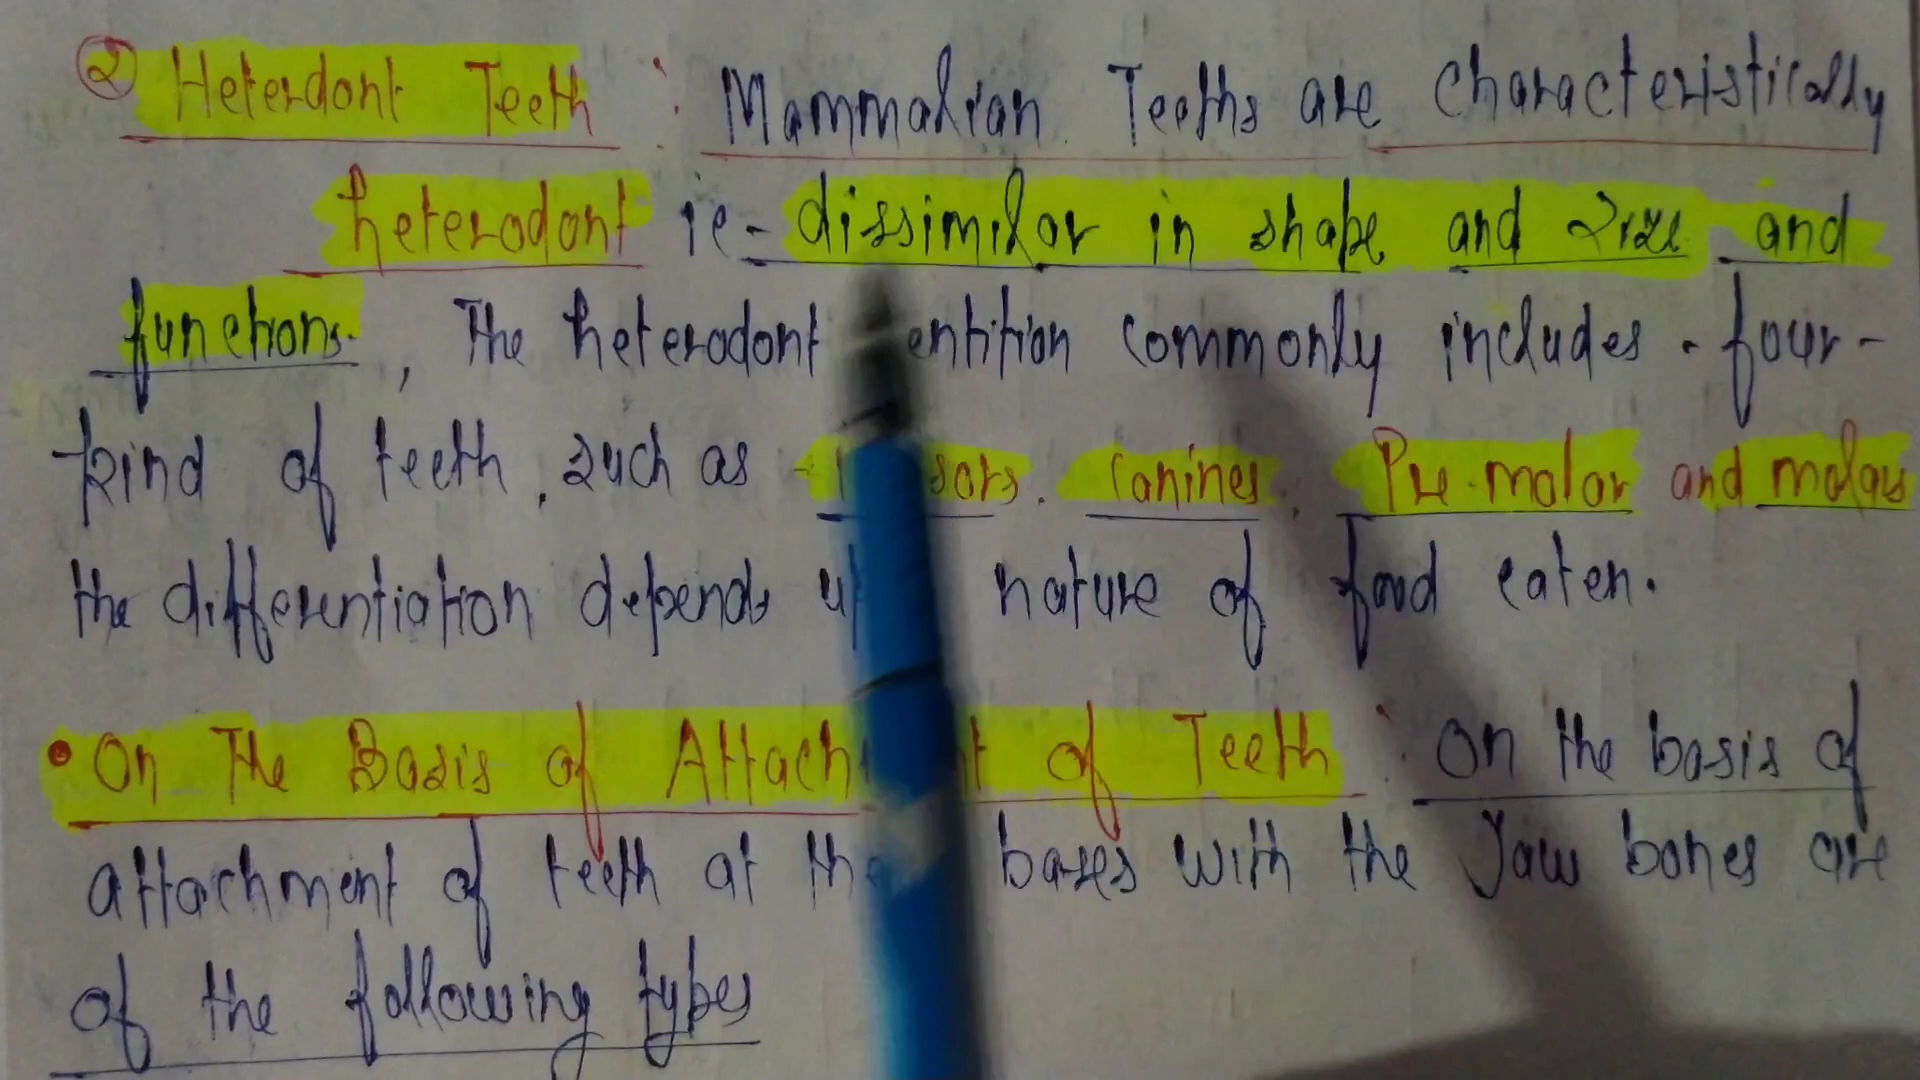 ② Heterdont Teeth : Mammalian Teeths are characteristically
heterodont ie- dissimilar in shape and size and
functions. , The heterodont entition commonly includes - four-
kind of teeth, such as sors, Canines, Pre-molar and molars
the differentiation depends nature of food eaten.
• On The Basis of Attach t of Teeth : On the basis of
attachment of teeth at the bases with the Jaw bones are
of the following types